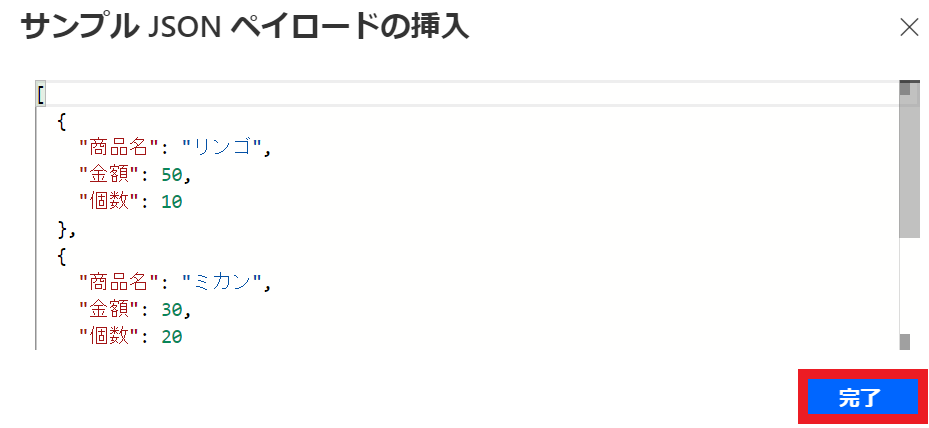 サンプル JSON ペイロードの挿入
[
{
"商品名": "リンゴ",
"金額": 50,
"個数": 10
},
{
"商品名": "ミカン",
"金額": 30,
"個数": 20
完了